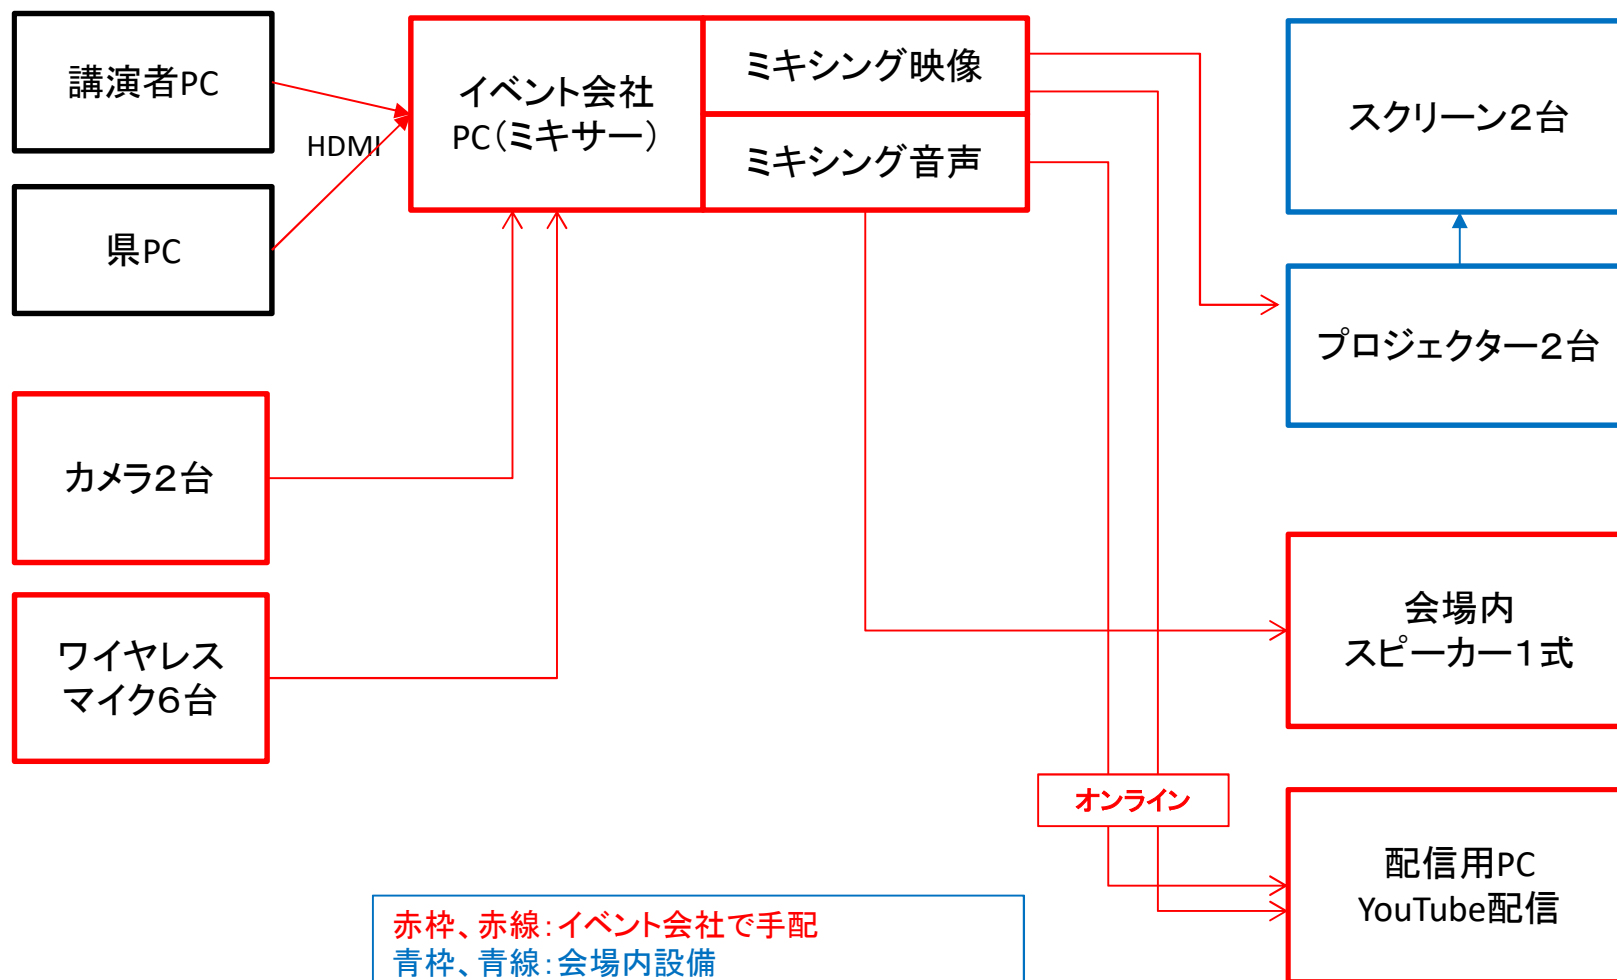 講演者PC
HDMI
県PC
イベント会社
PC(ミキサー)
ミキシング映像
ミキシング音声
スクリーン2台
プロジェクター2台
カメラ2台
ワイヤレス
マイク6台
会場内
スピーカー1式
オンライン
配信用PC
YouTube配信
赤枠、赤線:イベント会社で手配
青枠、青線:会場内設備